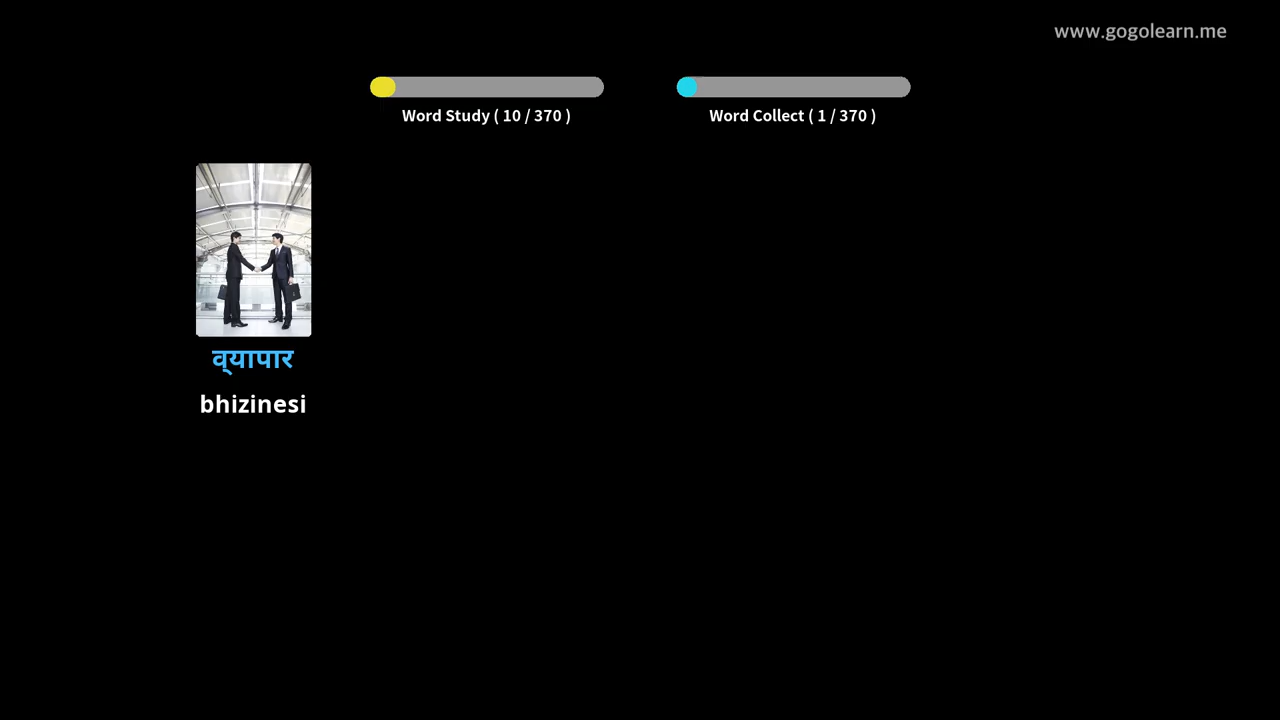 www.gogolearn.me
Word Study ( 10 / 370 )
Word Collect ( 1 / 370 )
व्यापार
bhizinesi